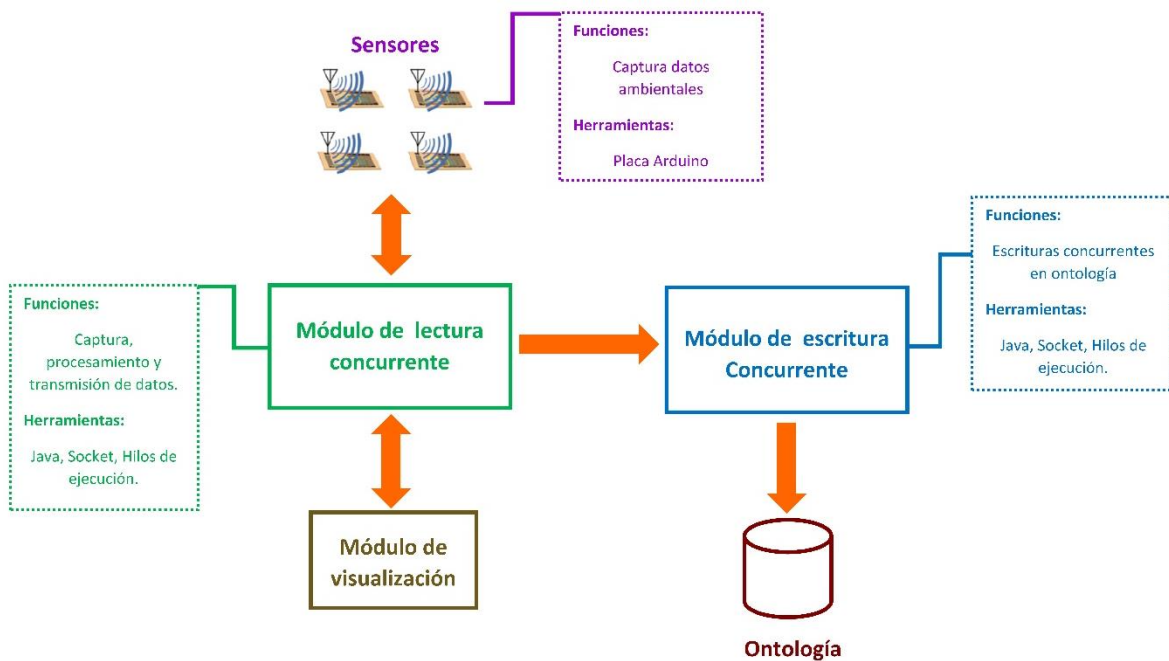 Sensores
Funciones:
Captura datos
ambientales
Herramientas:
Placa Arduino
Funciones:
Escrituras concurrentes
en ontología
Herramientas:
Java, Socket, Hilos de
ejecución.
Funciones:
Captura,
procesamiento y
transmisión de datos.
Herramientas:
Java, Socket, Hilos de
ejecución.
Módulo de lectura
concurrente
Módulo de escritura
Concurrente
Módulo de
visualización
Ontología